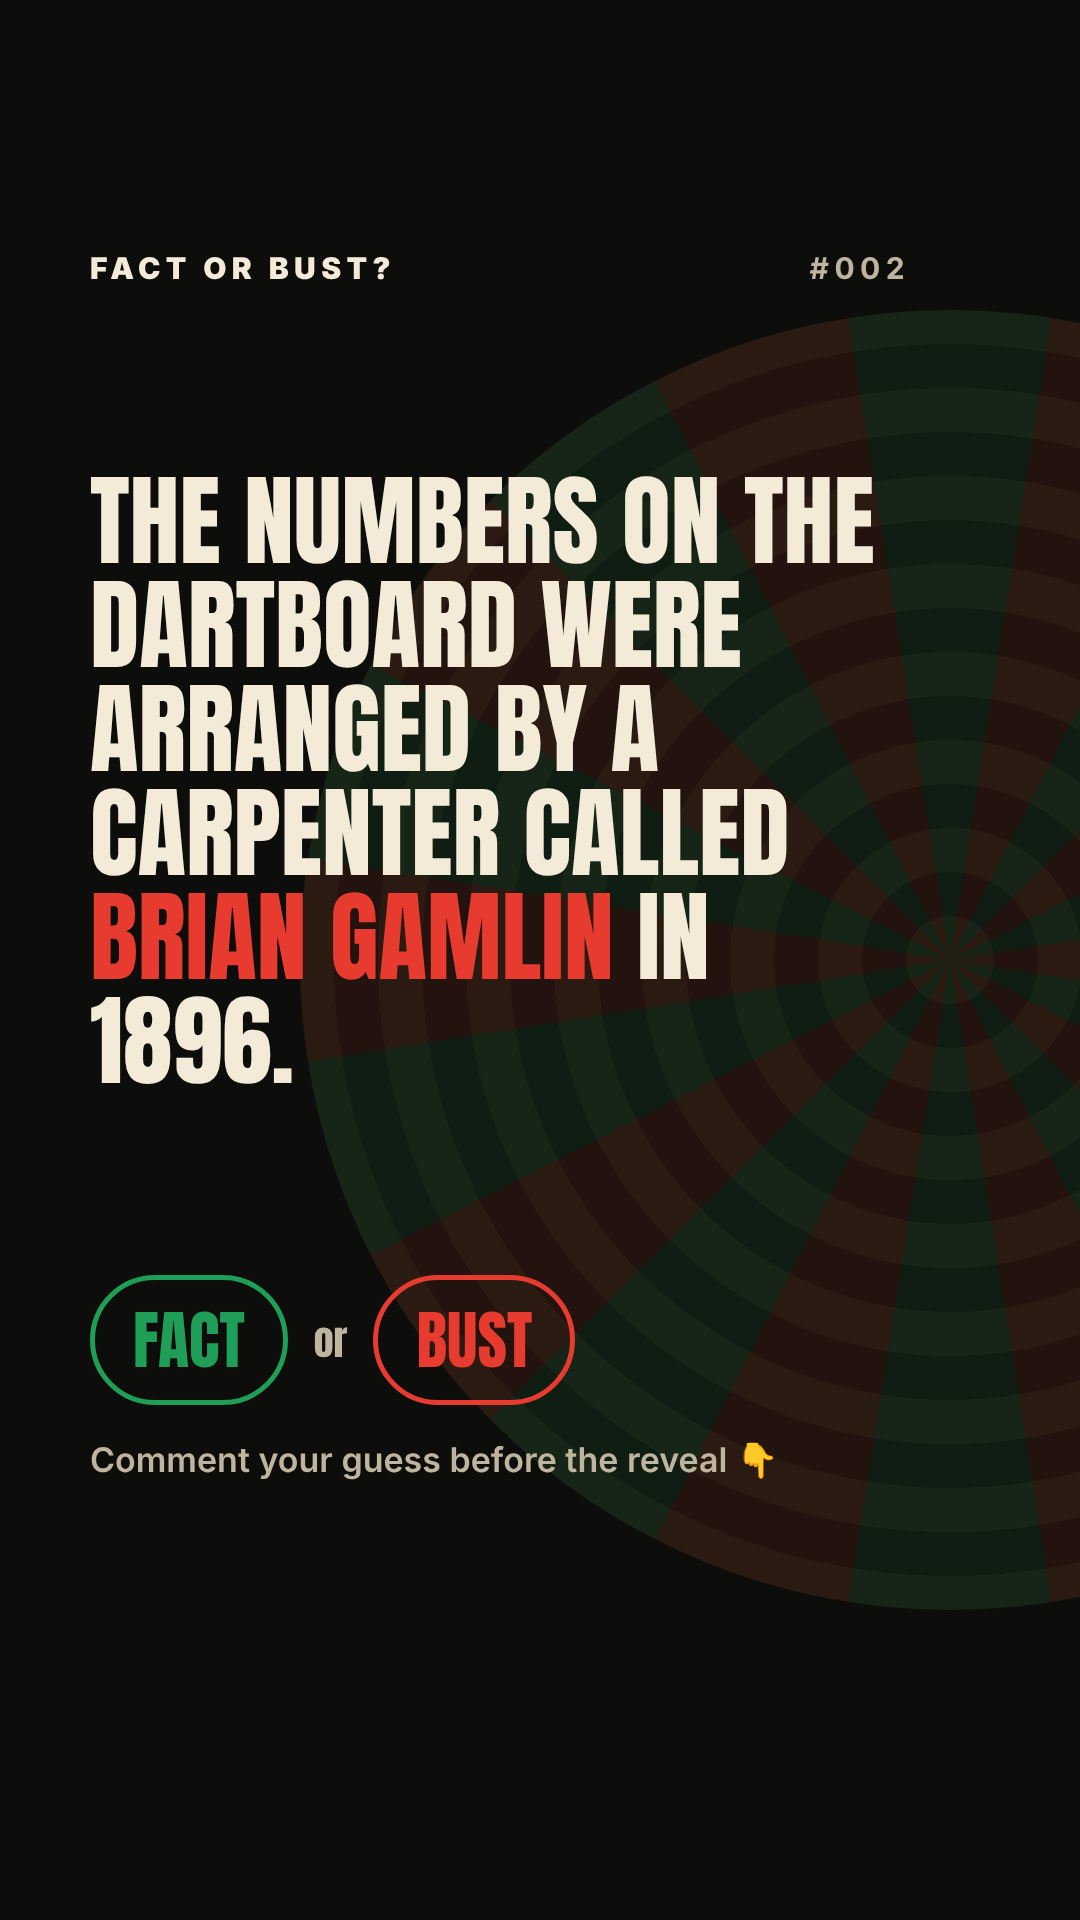 FACT OR BUST?
#002
THE NUMBERS ON THE
DARTBOARD WERE
ARRANGED BY A
CARPENTER CALLED
BRIAN GAMLIN IN
1896.
FACT or BUST
Comment your guess before the reveal 👇